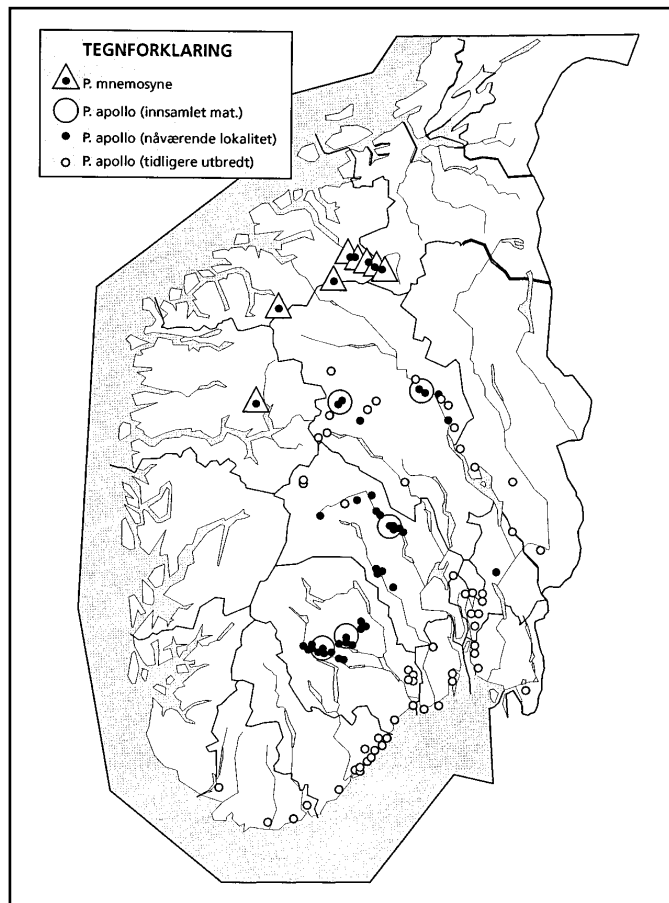 TEGNFORKLARING
P. mnemosyne
P. apollo (innsamlet mat.)
P. apollo (nåværende lokalitet)
P. apollo (tidligere utbredt)